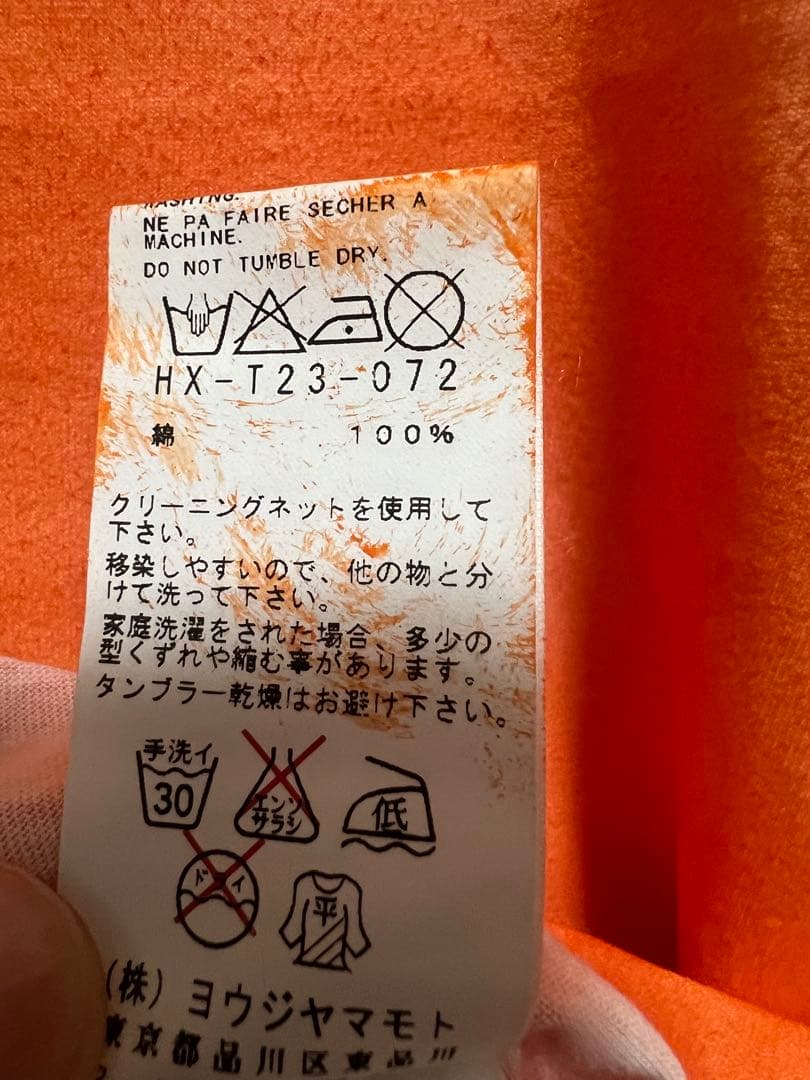 WASHING.
NE PA FAIRE SECHER A
MACHINE.
DO NOT TUMBLE DRY.
HX-T23-072
綿 100%
クリーニングネットを使用して
下さい。
移染しやすいので、他の物と分
けて洗って下さい。
家庭洗濯をされた場合、多少の
型くずれや縮む事があります。
タンブラー乾燥はお避け下さい。
手洗イ
30
エンソ
サラシ
低
ドライ
平
(株)ヨウジヤマモト
東京都品川区東品川